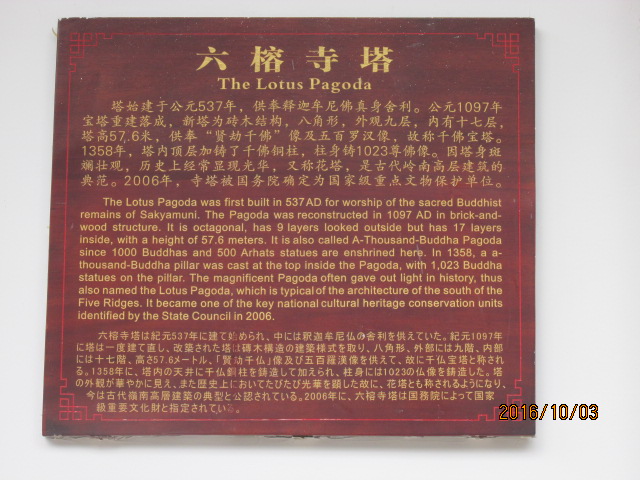 六榕寺塔
The Lotus Pagoda
塔始建于公元537年，供奉释迦牟尼佛真身舍利。公元1097年
宝塔重建落成，新塔为砖木结构，八角形，外观九层，内有十七层，
塔高57.6米，供奉“贤劫千佛”像及五百罗汉像，故称千佛宝塔。
1358年，塔内顶层加铸了千佛铜柱，柱身铸1023尊佛像。因塔身斑
斓壮观，历史上经常显现光华，又称花塔，是古代岭南高层建筑的
典范。2006年，寺塔被国务院确定为国家级重点文物保护单位。
The Lotus Pagoda was first built in 537AD for worship of the sacred Buddhist
remains of Sakyamuni. The Pagoda was reconstructed in 1097 AD in brick-and-
wood structure. It is octagonal, has 9 layers looked outside but has 17 layers
inside, with a height of 57.6 meters. It is also called A-Thousand-Buddha Pagoda
since 1000 Buddhas and 500 Arhats statues are enshrined here. In 1358, a a-
thousand-Buddha pillar was cast at the top inside the Pagoda, with 1,023 Buddha
statues on the pillar. The magnificent Pagoda often gave out light in history, thus
also named the Lotus Pagoda, which is typical of the architecture of the south of the
Five Ridges. It became one of the key national cultural heritage conservation units
identified by the State Council in 2006.
六榕寺塔は紀元537年に建て始められ、中には釈迦牟尼仏の舎利を供えていた。紀元1097年
に塔は一度建て直し、改築された塔は磚木構造の建築様式を取り、八角形、外部には九階、内部
には十七階、高さ57.6メートル、「賢劫千仏」像及び五百羅漢像を供えて、故に千仏宝塔と称され
る。1358年に、塔内の天井に千仏銅柱を鋳造して加えられ、柱身には1023の仏像を鋳造した。塔
の外観が華やかに見え、また歴史上においてたびたび光華を顕した故に、花塔とも称されるようになり、
今は古代嶺南高層建築の典型と公認されている。2006年に、六榕寺塔は国務院によって国家
級重要文化財と指定されている。
2016/10/03